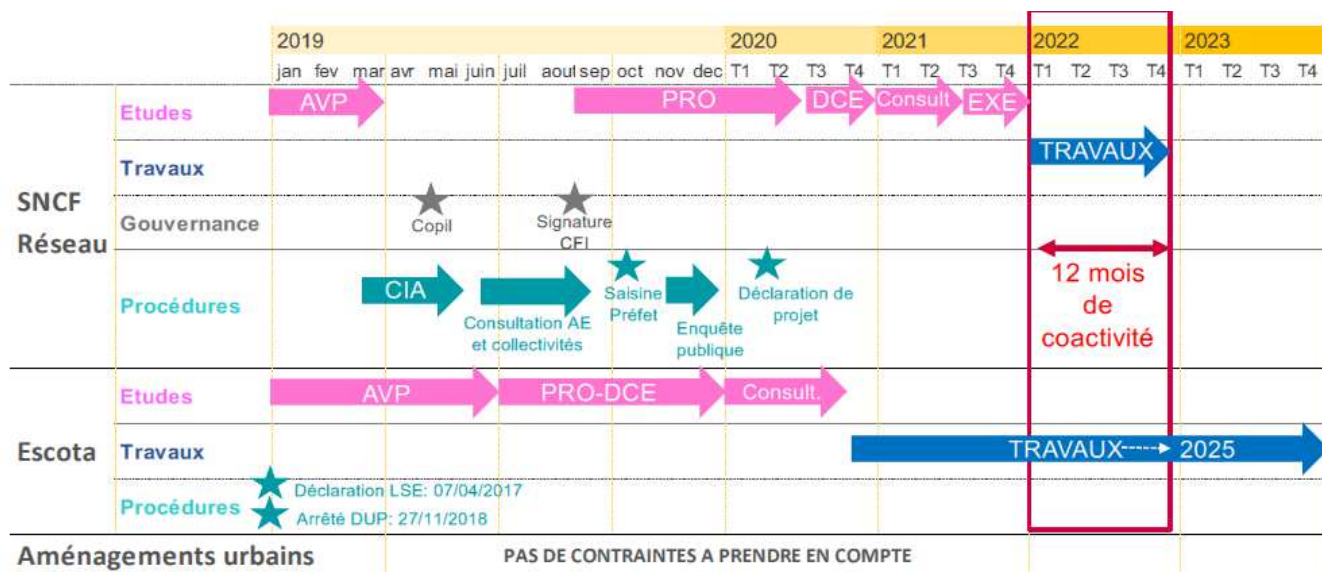 2019 2020 2021 2022 2023
jan fev mar avr mai juin juil aout sep oct nov dec T1 T2 T3 T4 T1 T2 T3 T4 T1 T2 T3 T4 T1 T2 T3 T4
SNCF
Réseau
Etudes
AVP PRO DCE Consult EXE
Travaux
TRAVAUX
Gouvernance
Copil
Signature
CFI
Procédures
CIA
Consultation AE
et collectivités
Saisine
Préfet
Enquête
publique
Déclaration de
projet
12 mois
de
coactivité
Escota
Etudes
AVP PRO-DCE Consult.
Travaux
TRAVAUX 2025
Procédures
Déclaration LSE: 07/04/2017
Arrêté DUP: 27/11/2018
Aménagements urbains PAS DE CONTRAINTES A PRENDRE EN COMPTE